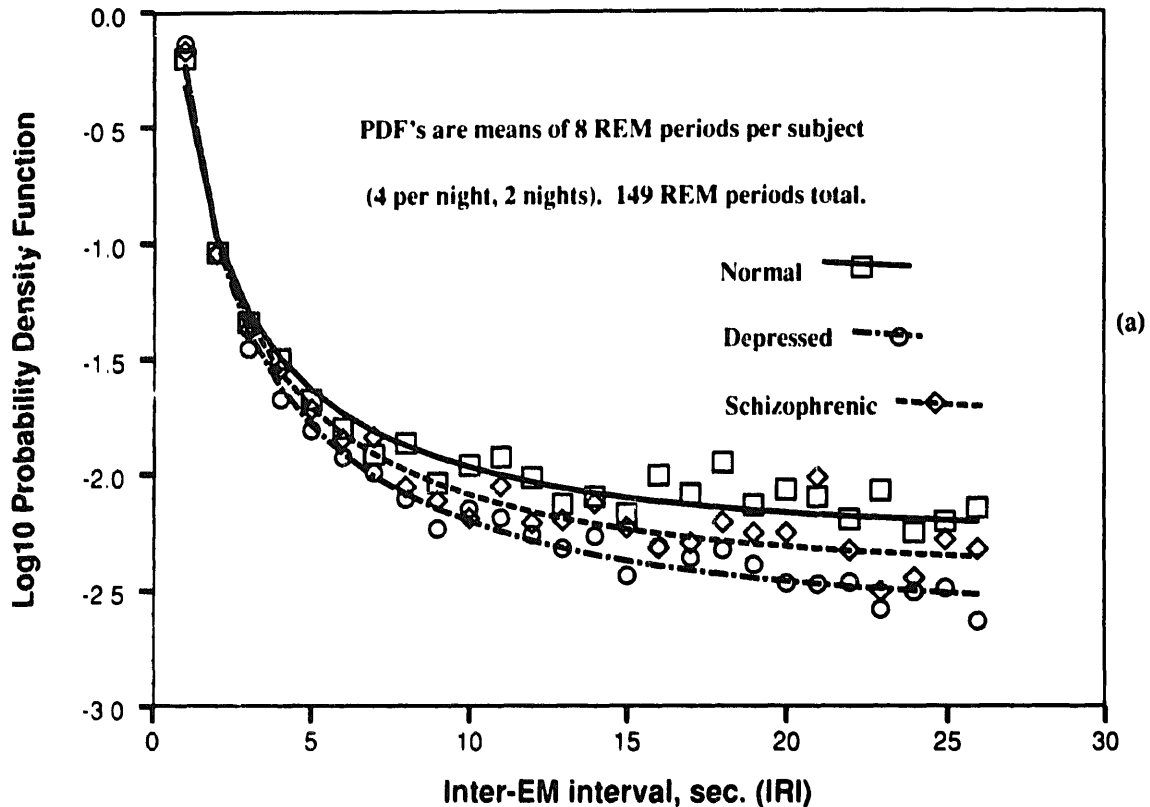 0.0
-0 5
-1.0
-1.5
-2.0
-2.5
-3 0
Log10 Probability Density Function
PDF's are means of 8 REM periods per subject
(4 per night, 2 nights). 149 REM periods total.
Normal
Depressed
Schizophrenic
(a)
0
5
10
15
20
25
30
Inter-EM interval, sec. (IRI)